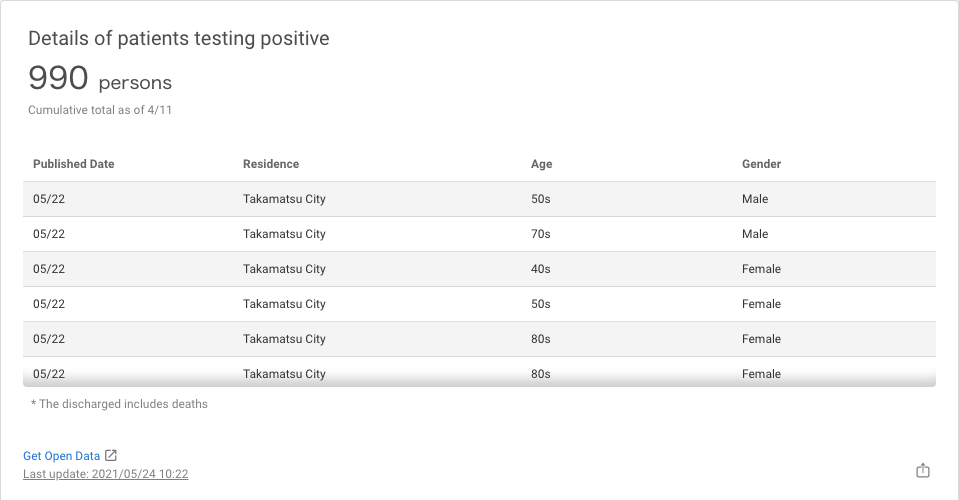 Details of patients testing positive
990 persons
Cumulative total as of 4/11
Published Date Residence Age Gender
05/22 Takamatsu City 50s Male
05/22 Takamatsu City 70s Male
05/22 Takamatsu City 40s Female
05/22 Takamatsu City 50s Female
05/22 Takamatsu City 80s Female
05/22 Takamatsu City 80s Female
* The discharged includes deaths
Get Open Data
Last update: 2021/05/24 10:22